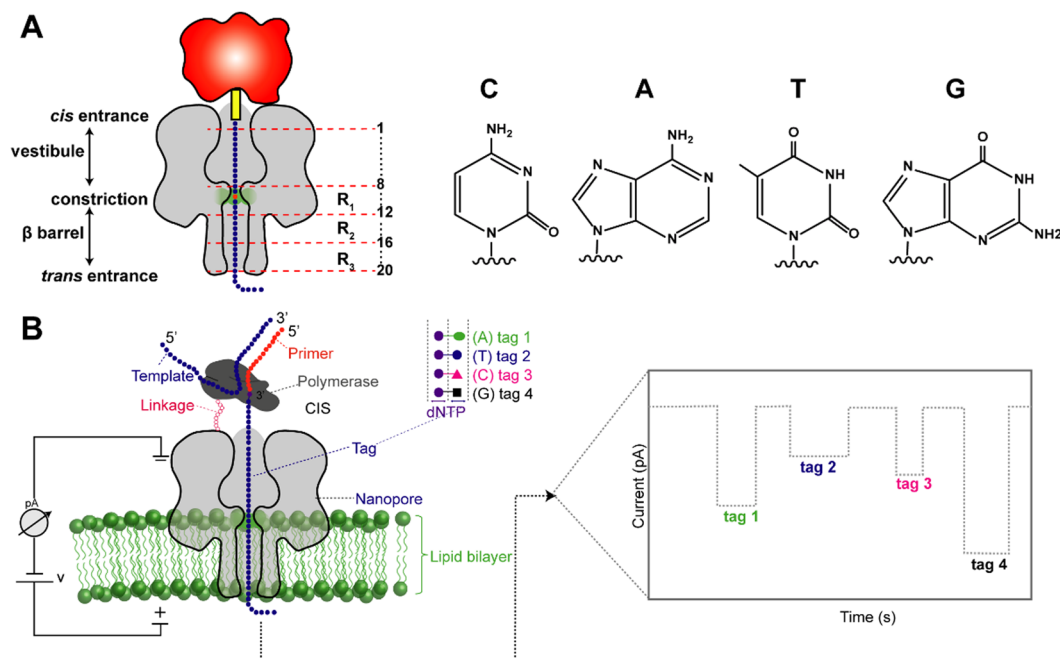 A
cis entrance
vestibule
constriction
β barrel
trans entrance
1
8
12
16
20
R1
R2
R3
C
A
T
G
NH2
N
N
O
NH2
N
N
N
N
O
NH
N
O
O
N
NH
N
N
NH2
B
3'
5'
5'
Primer
Template
Polymerase
3'
Linkage
CIS
(A) tag 1
(T) tag 2
(C) tag 3
(G) tag 4
dNTP
Tag
Nanopore
pA
V
+
Lipid bilayer
Current (pA)
tag 1
tag 2
tag 3
tag 4
Time (s)